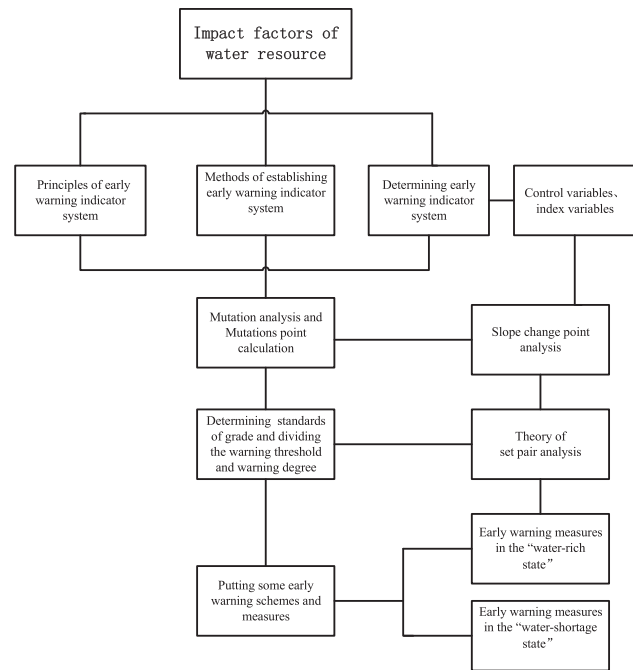 Impact factors of
water resource
Principles of early
warning indicator
system
Methods of establishing
early warning indicator
system
Determining early
warning indicator
system
Control variables、
index variables
Mutation analysis and
Mutations point
calculation
Slope change point
analysis
Determining standards
of grade and dividing
the warning threshold
and warning degree
Theory of
set pair analysis
Early warning measures
in the “water-rich
state”
Putting some early
warning schemes and
measures
Early warning measures
in the “water-shortage
state”